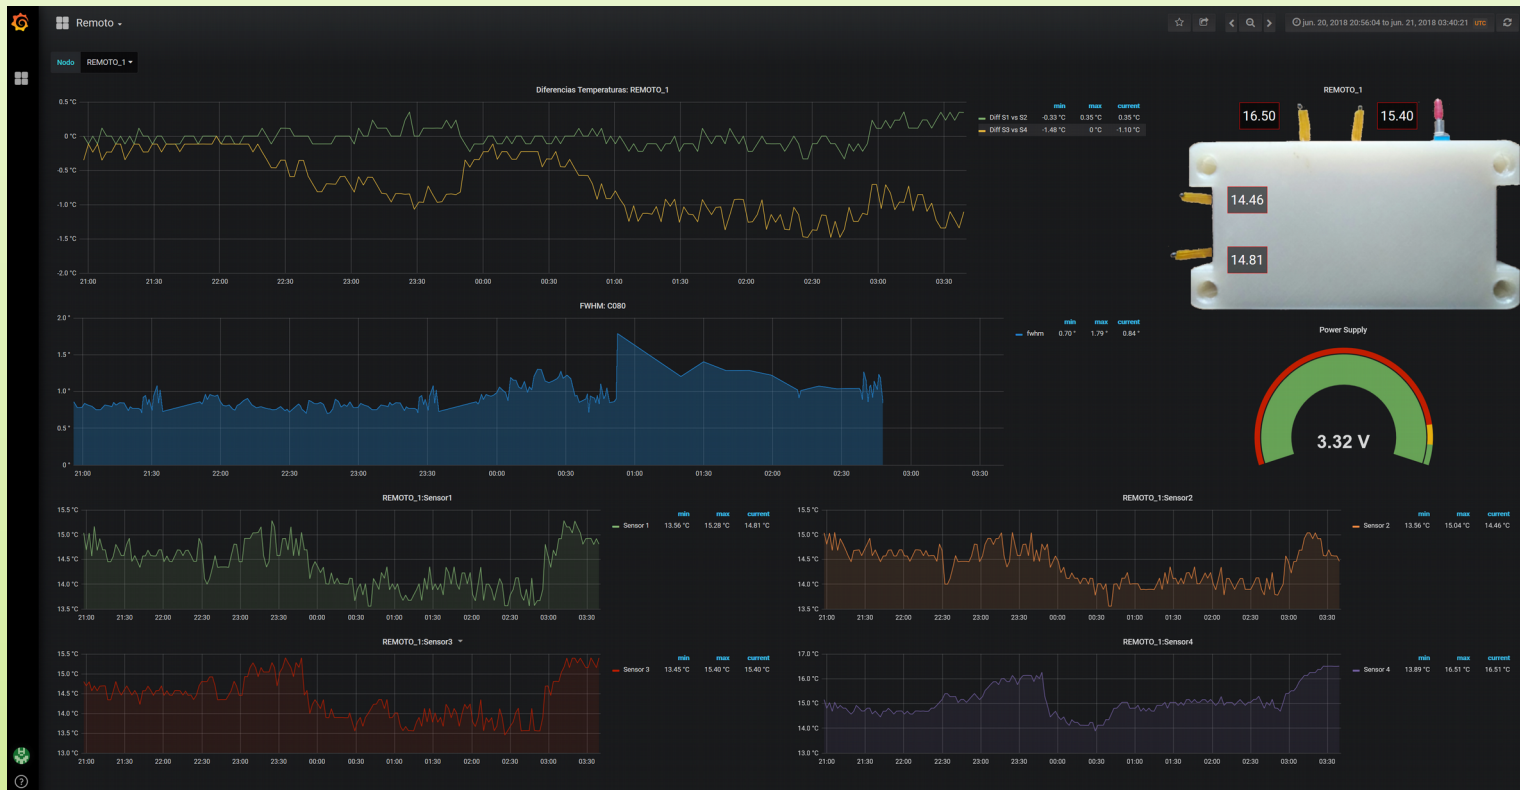 Remoto
jun. 20, 2018 20:56:04 to jun. 21, 2018 03:40:21 UTC
Nodo REMOTO_1
Diferencias Temperaturas: REMOTO_1
0.5 °C
0 °C
-0.5 °C
-1.0 °C
-1.5 °C
-2.0 °C
21:00 21:30 22:00 22:30 23:00 23:30 00:00 00:30 01:00 01:30 02:00 02:30 03:00 03:30
min max current
Diff S1 vs S2 -0.33 °C 0.35 °C 0.35 °C
Diff S3 vs S4 -1.48 °C 0 °C -1.10 °C
REMOTO_1
16.50 15.40
14.46
14.81
FWHM: C080
2.0 °
1.5 °
1.0 °
0.5 °
0 °
21:00 21:30 22:00 22:30 23:00 23:30 00:00 00:30 01:00 01:30 02:00 02:30 03:00 03:30
min max current
fwhm 0.70 ° 1.79 ° 0.84 °
Power Supply
3.32 V
REMOTO_1:Sensor1
15.5 °C
15.0 °C
14.5 °C
14.0 °C
13.5 °C
21:00 21:30 22:00 22:30 23:00 23:30 00:00 00:30 01:00 01:30 02:00 02:30 03:00 03:30
min max current
Sensor 1 13.56 °C 15.28 °C 14.81 °C
REMOTO_1:Sensor2
15.5 °C
15.0 °C
14.5 °C
14.0 °C
13.5 °C
21:00 21:30 22:00 22:30 23:00 23:30 00:00 00:30 01:00 01:30 02:00 02:30 03:00 03:30
min max current
Sensor 2 13.56 °C 15.04 °C 14.46 °C
REMOTO_1:Sensor3
15.5 °C
15.0 °C
14.5 °C
14.0 °C
13.5 °C
13.0 °C
21:00 21:30 22:00 22:30 23:00 23:30 00:00 00:30 01:00 01:30 02:00 02:30 03:00 03:30
min max current
Sensor 3 13.45 °C 15.40 °C 15.40 °C
REMOTO_1:Sensor4
17.0 °C
16.0 °C
15.0 °C
14.0 °C
13.0 °C
21:00 21:30 22:00 22:30 23:00 23:30 00:00 00:30 01:00 01:30 02:00 02:30 03:00 03:30
min max current
Sensor 4 13.89 °C 16.51 °C 16.51 °C